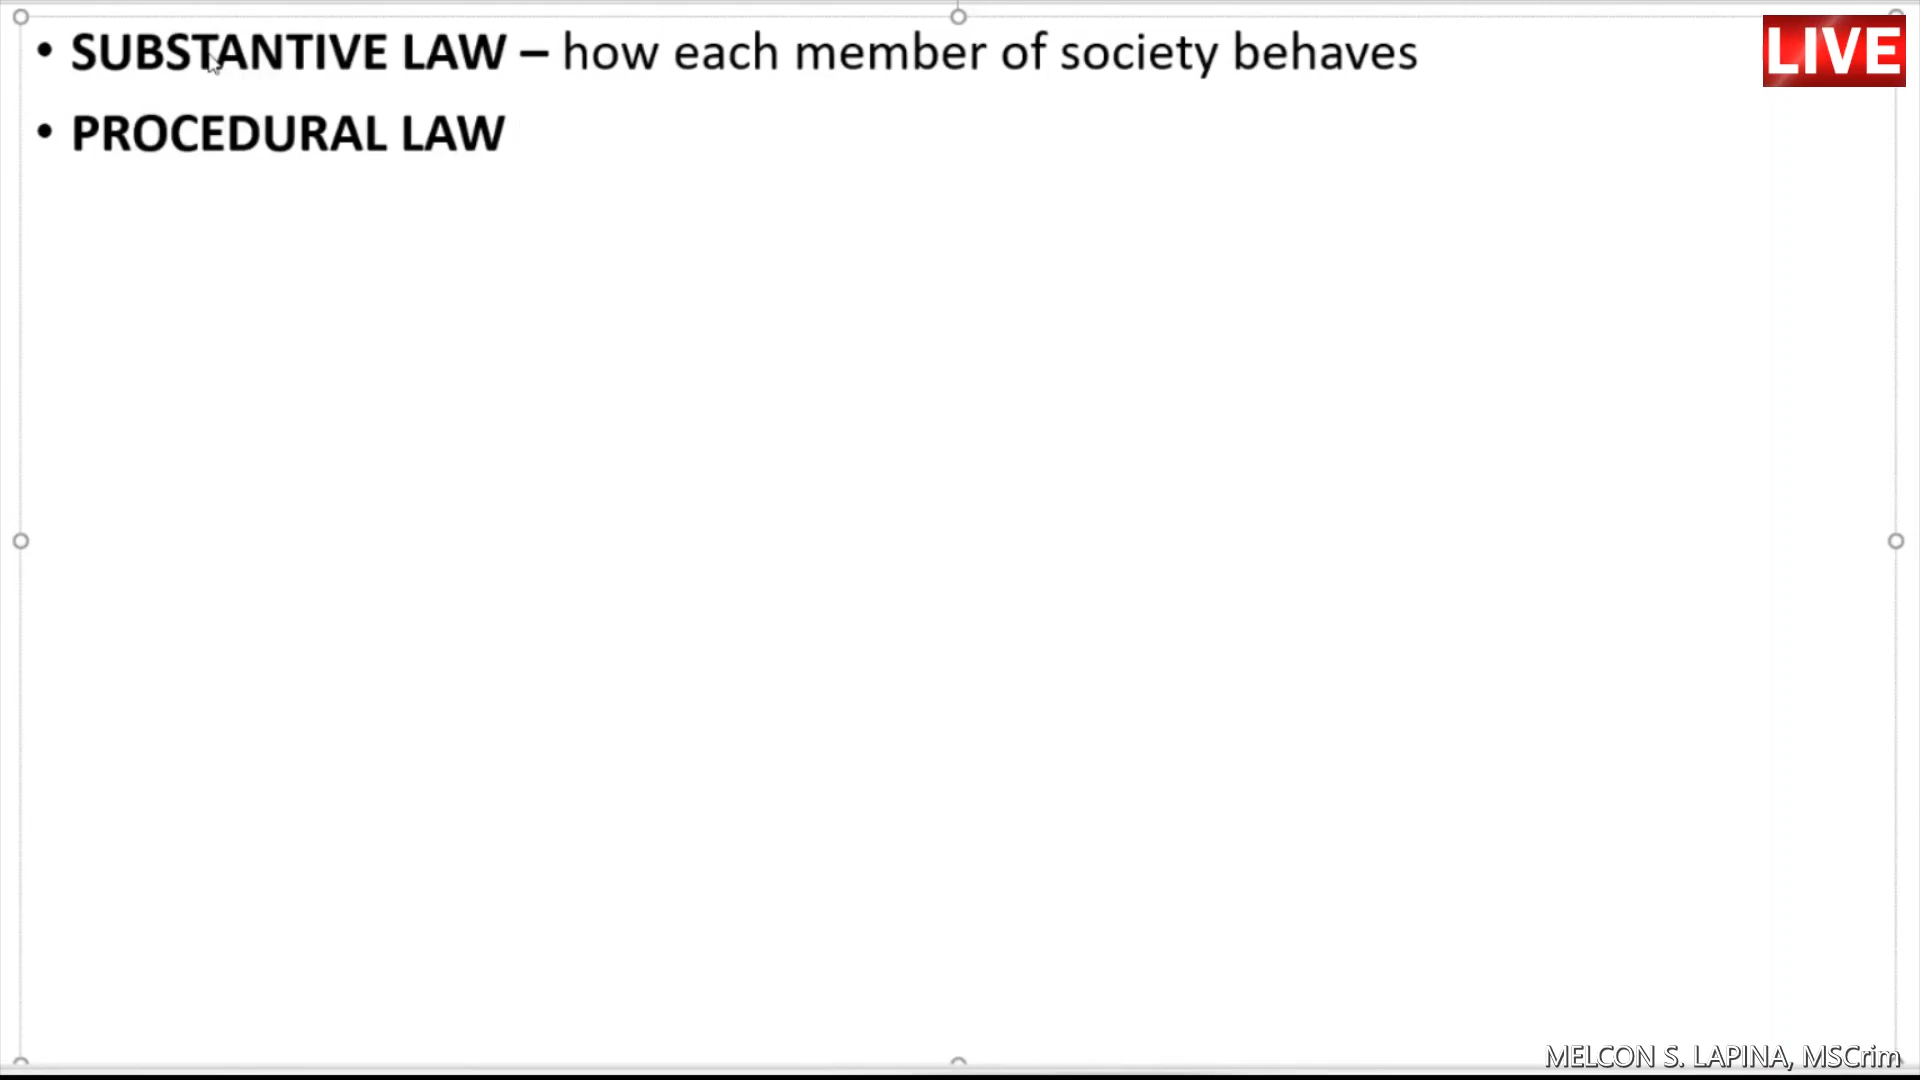 • SUBSTANTIVE LAW – how each member of society behaves
LIVE
• PROCEDURAL LAW
MELCON S. LAPINA, MSCrim